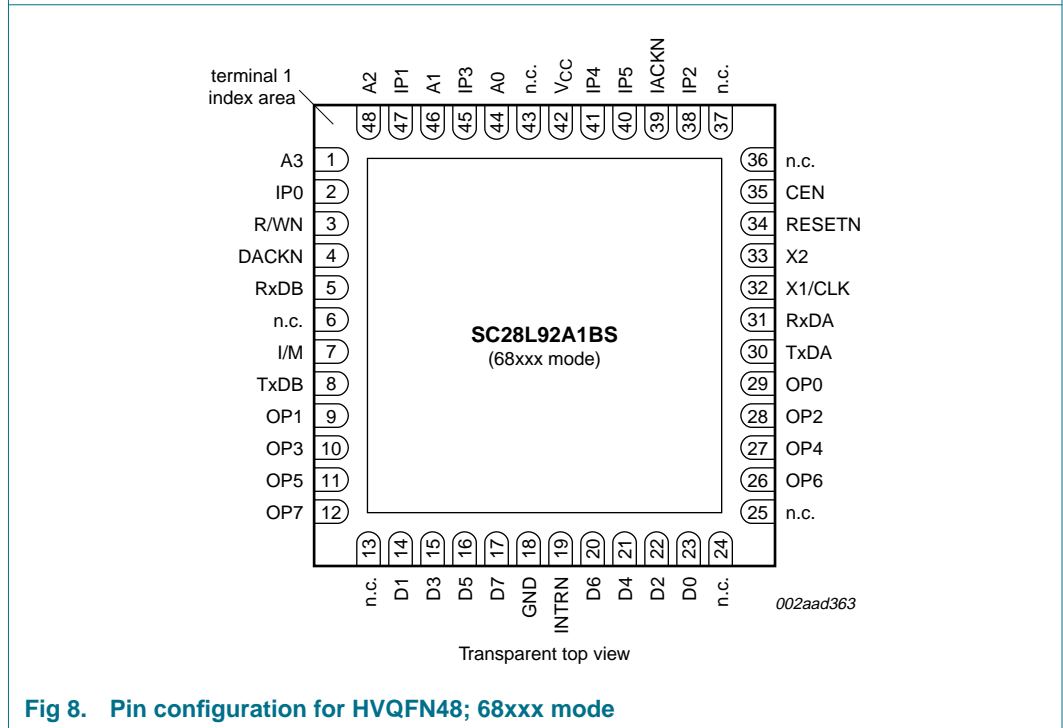 A2 IP1 A1 IP3 A0 n.c. VCC IP4 IP5 IACKN IP2 n.c.
terminal 1
index area
48 47 46 45 44 43 42 41 40 39 38 37
A3 1
IP0 2
R/WN 3
DACKN 4
RxDB 5
n.c. 6
I/M 7
TxDB 8
OP1 9
OP3 10
OP5 11
OP7 12
36 n.c.
35 CEN
34 RESETN
33 X2
32 X1/CLK
31 RxDA
30 TxDA
29 OP0
28 OP2
27 OP4
26 OP6
25 n.c.
SC28L92A1BS
(68xxx mode)
13 14 15 16 17 18 19 20 21 22 23 24
n.c. D1 D3 D5 D7 GND INTRN D6 D4 D2 D0 n.c.
002aad363
Transparent top view
Fig 8. Pin configuration for HVQFN48; 68xxx mode